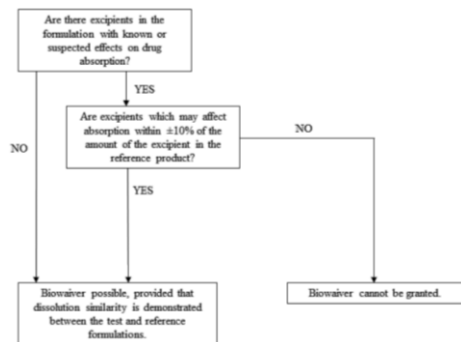 Are there excipients in the
formulation with known or
suspected effects on drug
absorption?
YES
Are excipients which may affect
absorption within ±10% of the
amount of the excipient in the
reference product?
NO
NO
YES
Biowaiver possible, provided that
dissolution similarity is demonstrated
between the test and reference
formulations.
Biowaiver cannot be granted.